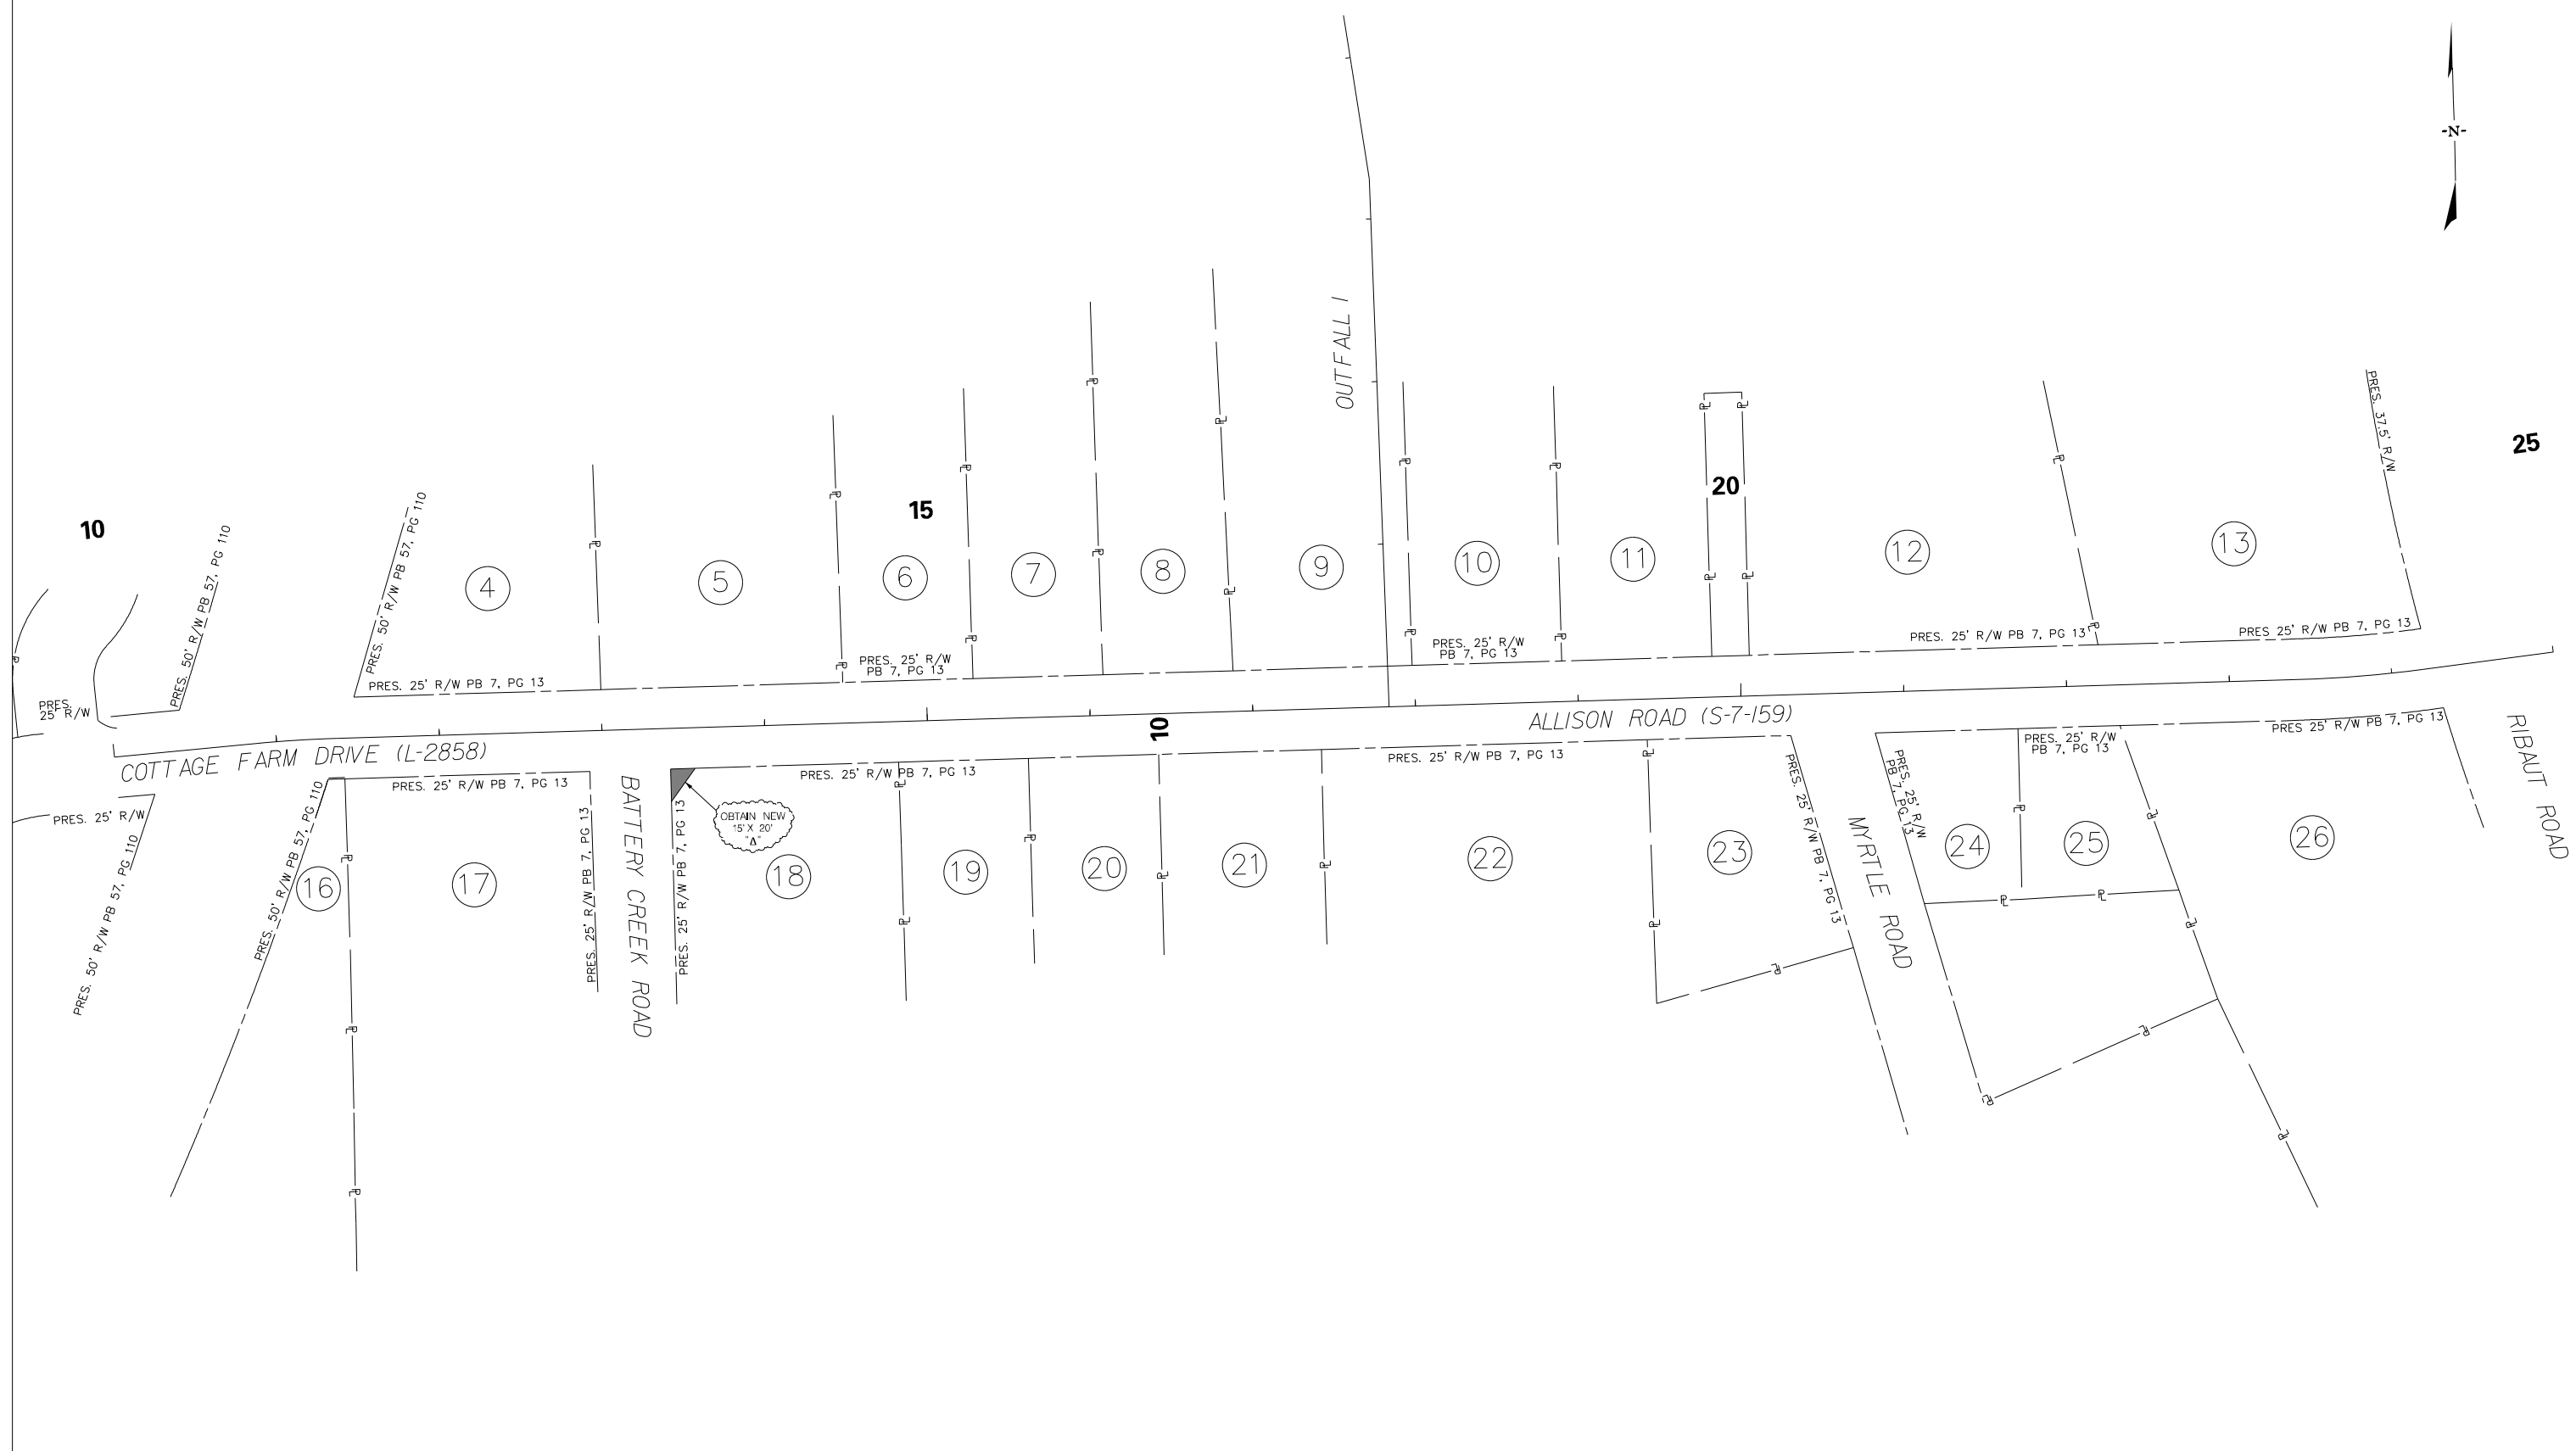 -N-
OUTFALL 1
PRES. 37.5' R/W
25
10
15
20
PRES. 50' R/W PB 57, PG 110
PRES. 50' R/W PB 57, PG 110
4
5
6
7
8
9
10
11
12
13
PRES.
25' R/W
PRES. 25' R/W PB 7, PG 13
PRES. 25' R/W
PB 7, PG 13
PRES. 25' R/W
PB 7, PG 13
PRES. 25' R/W PB 7, PG 13
PRES 25' R/W PB 7, PG 13
COTTAGE FARM DRIVE (L-2858)
10
ALLISON ROAD (S-7-159)
RIBAUT ROAD
PRES. 25' R/W
PRES. 25' R/W PB 7, PG 13
PRES. 25' R/W PB 7, PG 13
PRES. 25' R/W PB 7, PG 13
PRES. 25' R/W
PB 7, PG 13
PRES 25' R/W PB 7, PG 13
PRES. 50' R/W PB 57, PG 110
PRES. 50' R/W PB 57, PG 110
PRES. 25' R/W PB 7, PG 13
BATTERY CREEK ROAD
PRES. 25' R/W PB 7, PG 13
OBTAIN NEW
15' X 20'
"Δ"
PRES. 25' R/W PB 7, PG 13
MYRTLE ROAD
PRES. 25' R/W
PB 7, PG 13
16
17
18
19
20
21
22
23
24
25
26